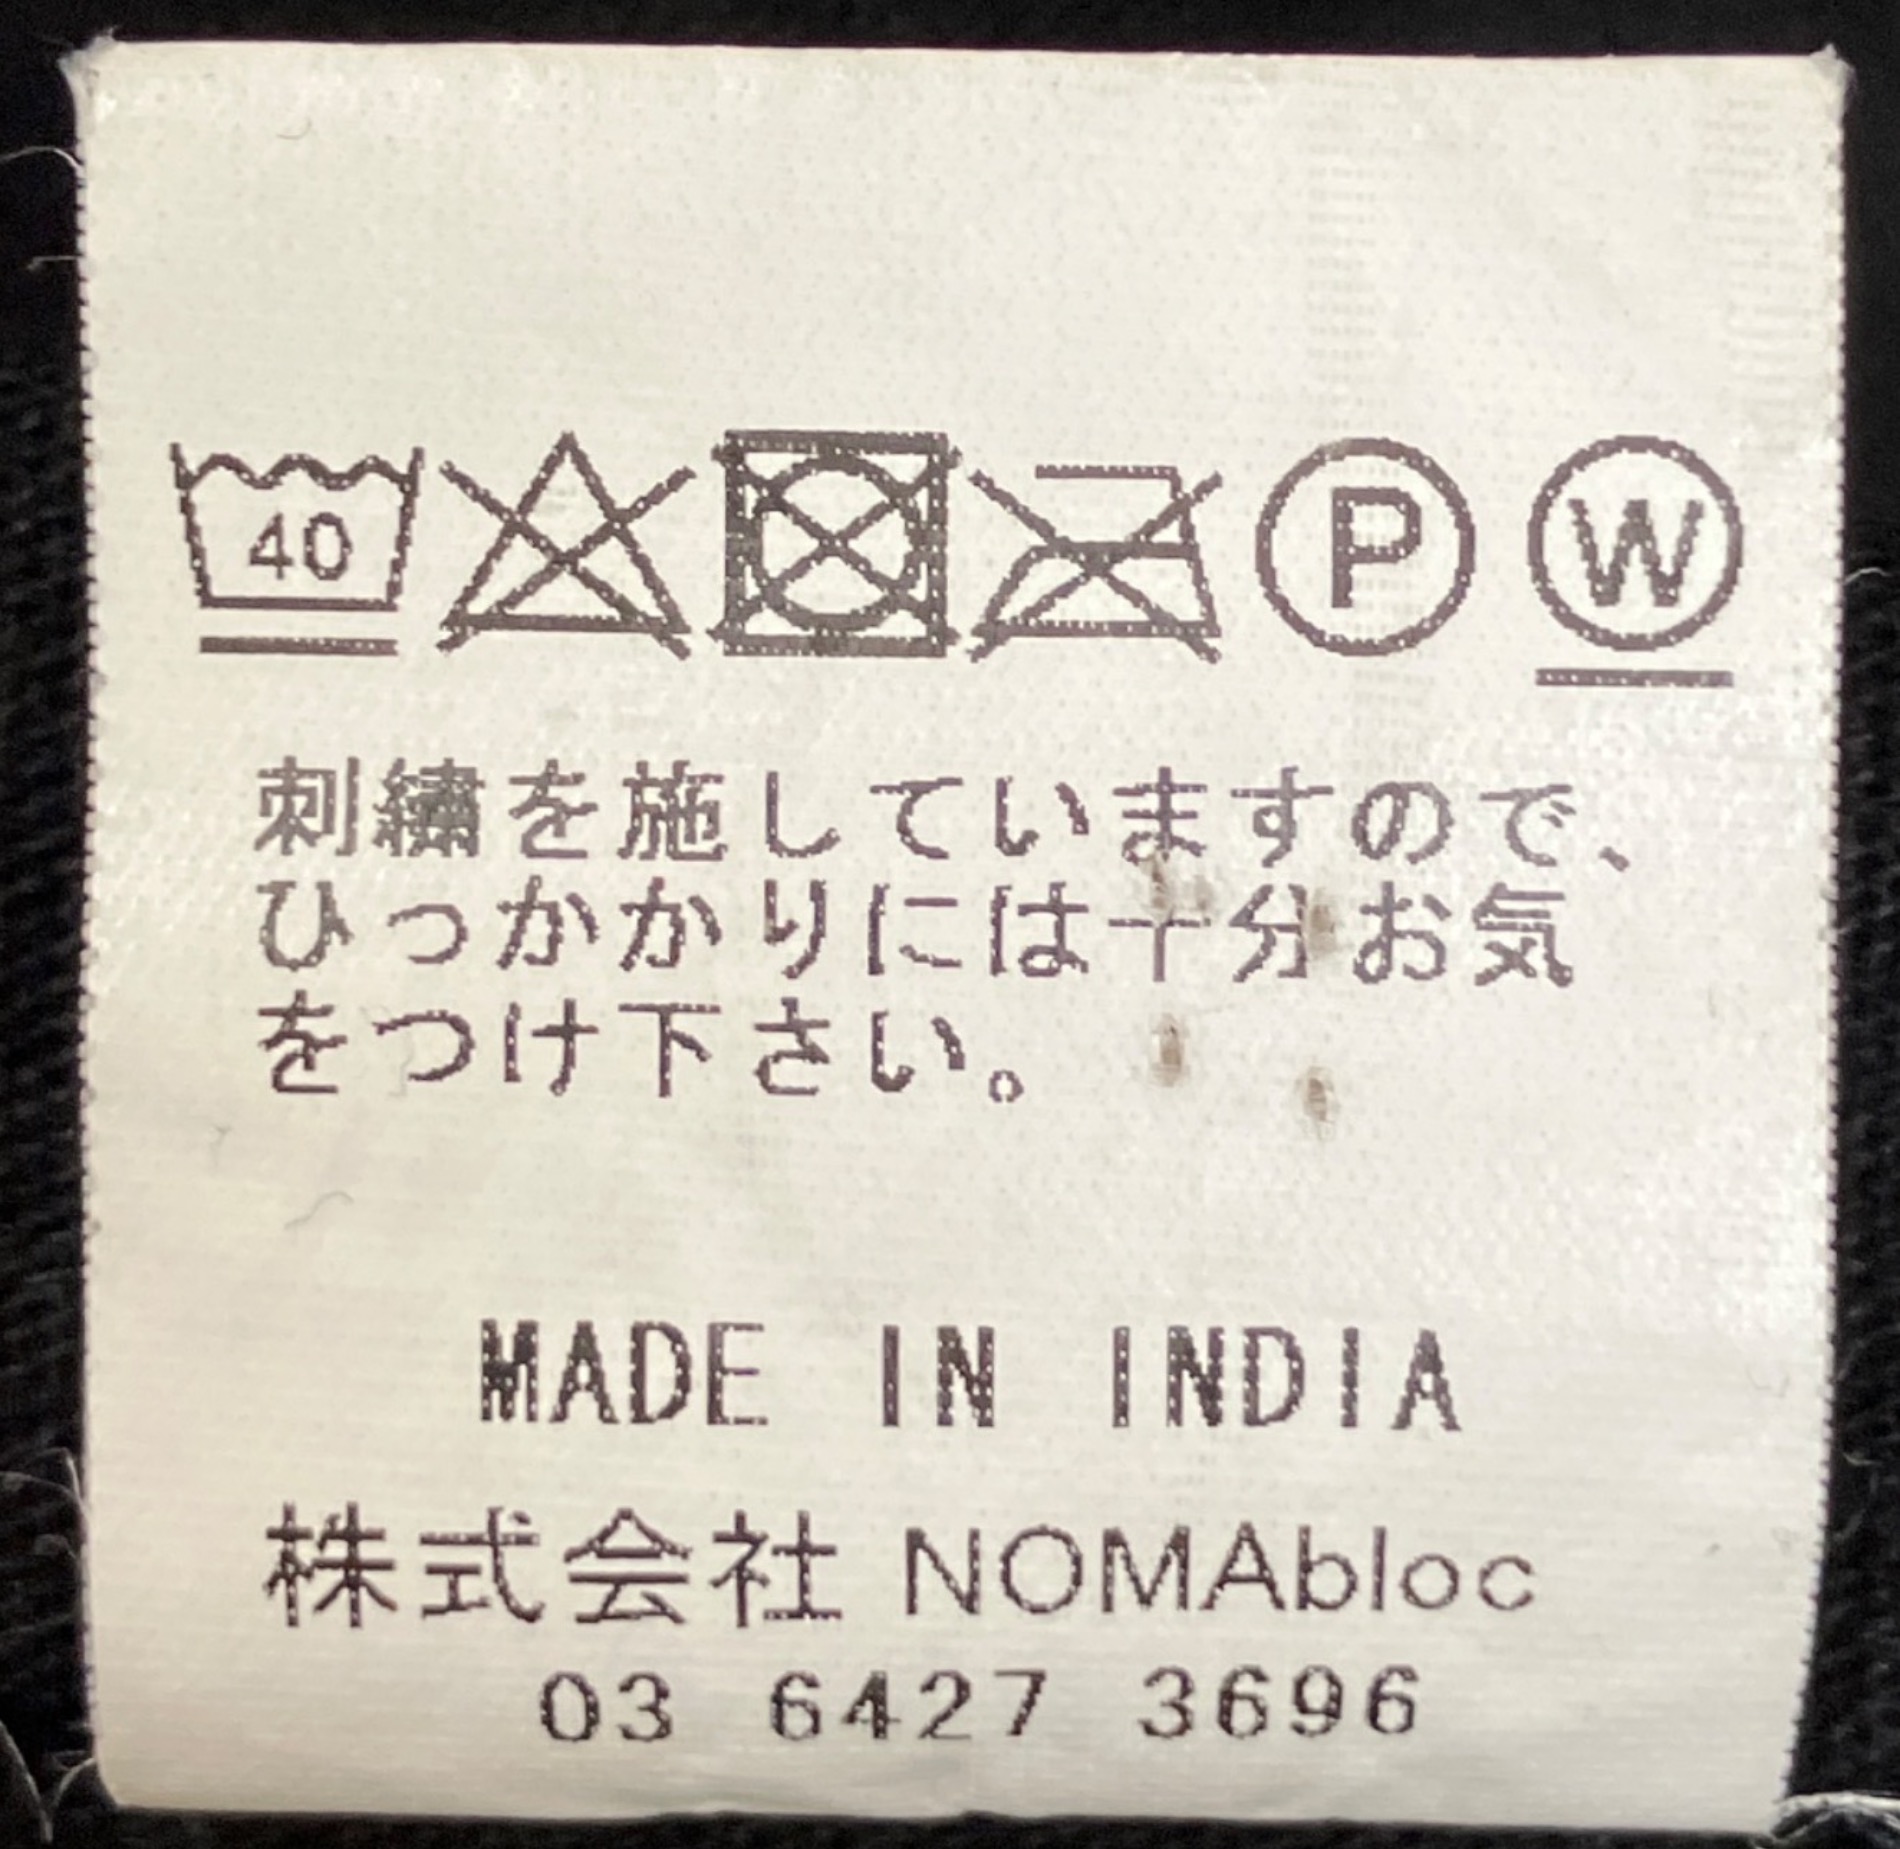 40 P W
刺繍を施していますので、
ひっかかりには十分お気
をつけ下さい。
MADE IN INDIA
株式会社 NOMAbloc
03 6427 3696